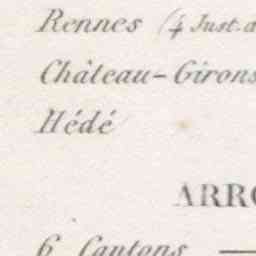 Rennes (4 Just. d
Château-Girons
Hédé
ARRO
6 Cantons